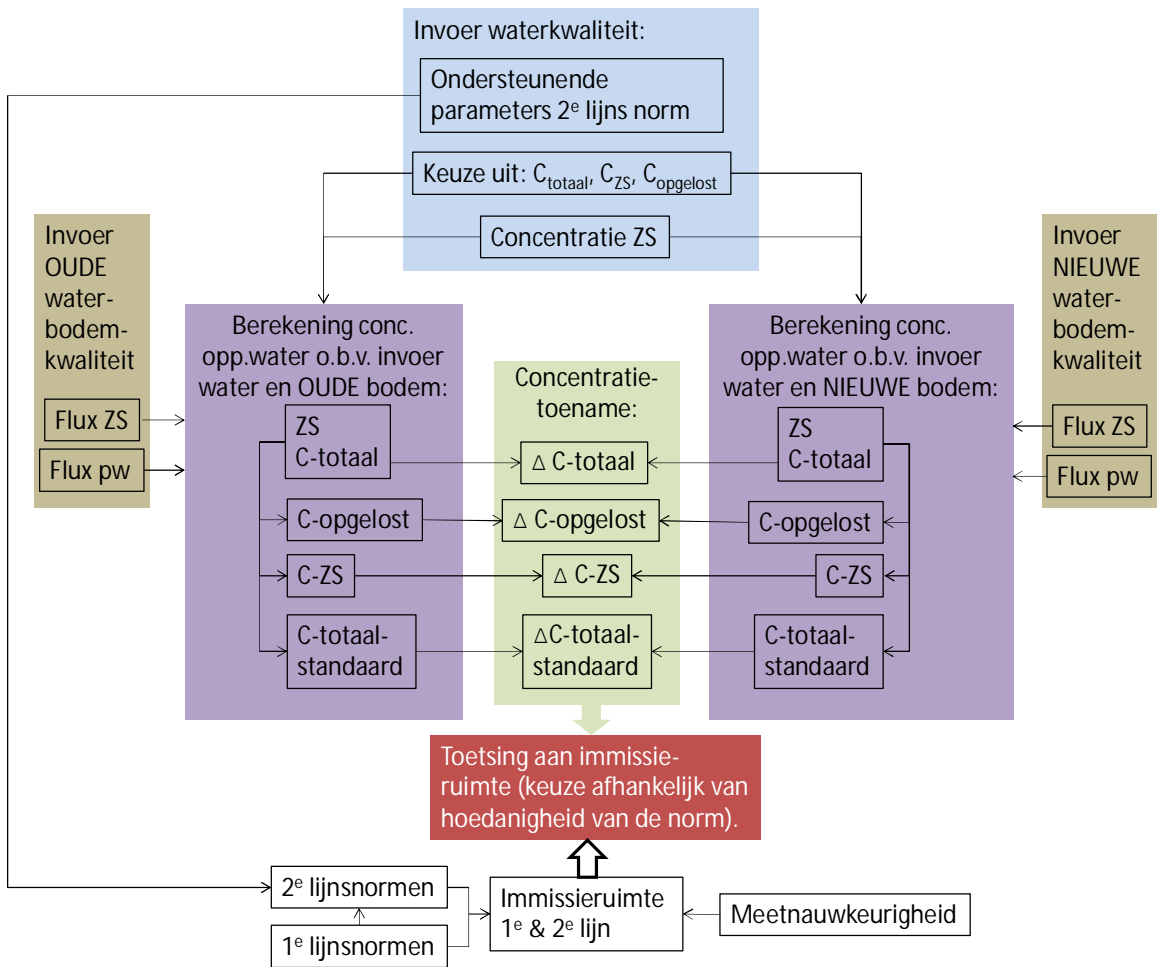 Invoer waterkwaliteit:
Ondersteunende
parameters 2e lijns norm
Keuze uit: Ctotaal, CZS, Copgelost
Concentratie ZS
Invoer
OUDE
water-
bodem-
kwaliteit
Flux ZS
Flux pw
Berekening conc.
opp.water o.b.v. invoer
water en OUDE bodem:
ZS
C-totaal
C-opgelost
C-ZS
C-totaal-
standaard
Concentratie-
toename:
Δ C-totaal
Δ C-opgelost
Δ C-ZS
ΔC-totaal-
standaard
Berekening conc.
opp.water o.b.v. invoer
water en NIEUWE bodem:
ZS
C-totaal
C-opgelost
C-ZS
C-totaal-
standaard
Invoer
NIEUWE
water-
bodem-
kwaliteit
Flux ZS
Flux pw
Toetsing aan immissie-
ruimte (keuze afhankelijk van
hoedanigheid van de norm).
2e lijnsnormen
1e lijnsnormen
Immissieruimte
1e & 2e lijn
Meetnauwkeurigheid